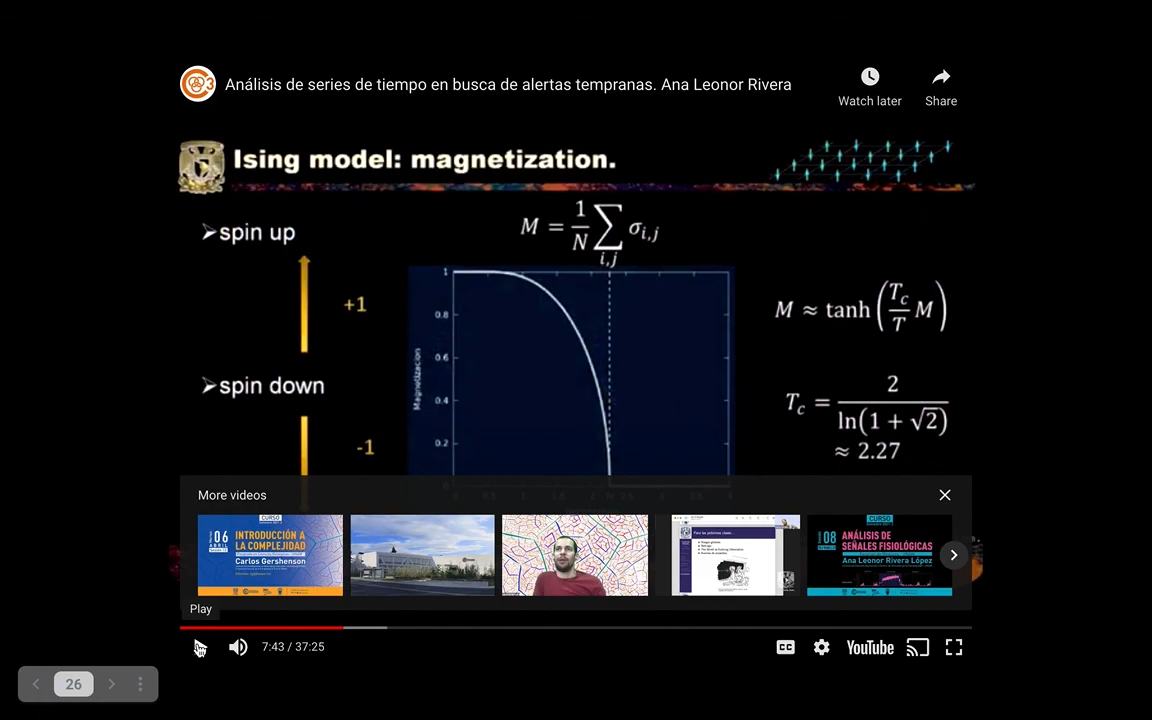 Análisis de series de tiempo en busca de alertas tempranas. Ana Leonor Rivera
Watch later
Share
Ising model: magnetization.
➢spin up
M = 1/N ∑ i,j σi,j
+1
M ≈ tanh (Tc/T M)
➢spin down
Tc = 2 / ln(1 + √2)
≈ 2.27
-1
1
0.8
0.6
0.4
0.2
Magnetizacion
More videos
CURSO
06
ABRIL
INTRODUCCIÓN A
LA COMPLEJIDAD
Carlos Gershenson
CURSO
08
ANÁLISIS DE
SEÑALES FISIOLÓGICAS
Ana Leonor Rivera López
Play
7:43 / 37:25
CC
YouTube
26